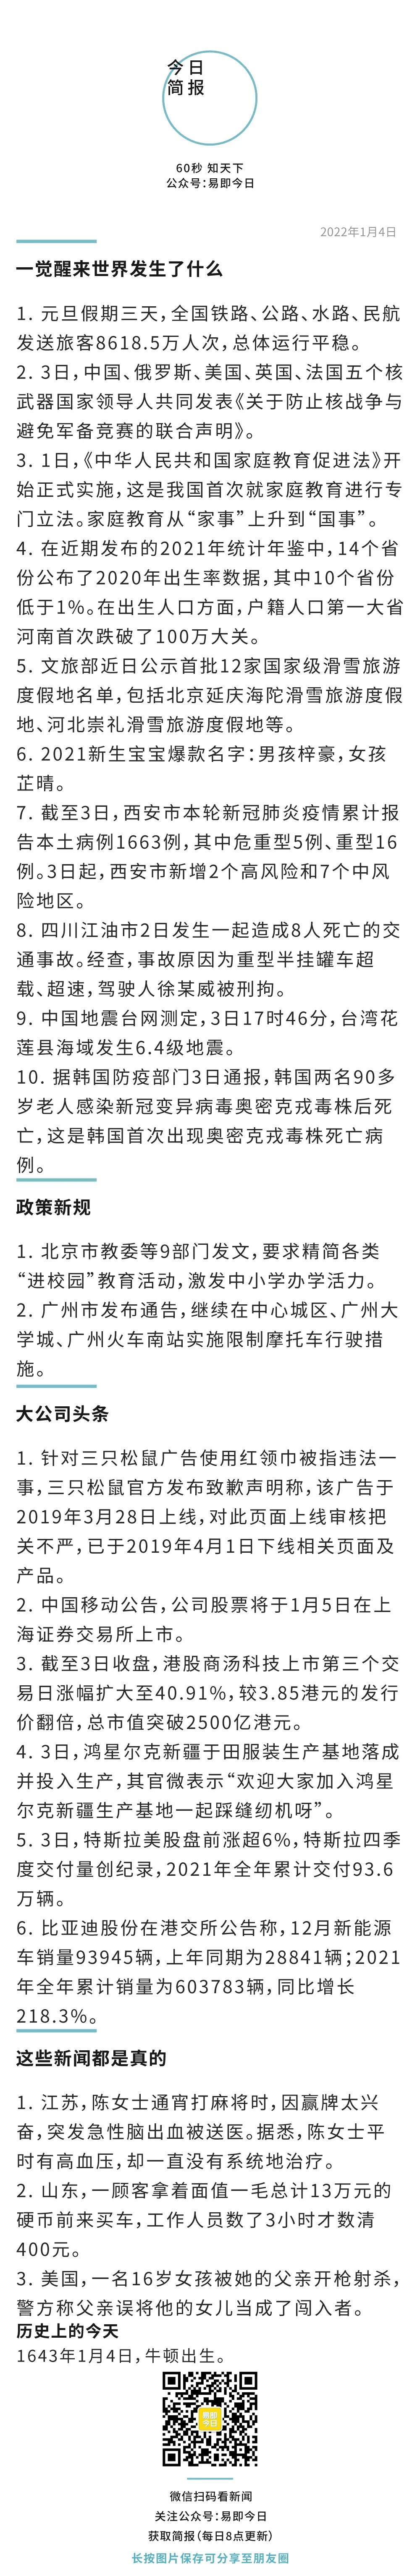 今日
简报
60秒 知天下
公众号：易即今日
2022年1月4日
一觉醒来世界发生了什么
1. 元旦假期三天，全国铁路、公路、水路、民航
发送旅客8618.5万人次，总体运行平稳。
2. 3日，中国、俄罗斯、美国、英国、法国五个核
武器国家领导人共同发表《关于防止核战争与
避免军备竞赛的联合声明》。
3. 1日，《中华人民共和国家庭教育促进法》开
始正式实施，这是我国首次就家庭教育进行专
门立法。家庭教育从“家事”上升到“国事”。
4. 在近期发布的2021年统计年鉴中，14个省
份公布了2020年出生率数据，其中10个省份
低于1%。在出生人口方面，户籍人口第一大省
河南首次跌破了100万大关。
5. 文旅部近日公示首批12家国家级滑雪旅游
度假地名单，包括北京延庆海陀滑雪旅游度假
地、河北崇礼滑雪旅游度假地等。
6. 2021新生宝宝爆款名字：男孩梓豪，女孩
芷晴。
7. 截至3日，西安市本轮新冠肺炎疫情累计报
告本土病例1663例，其中危重型5例、重型16
例。3日起，西安市新增2个高风险和7个中风
险地区。
8. 四川江油市2日发生一起造成8人死亡的交
通事故。经查，事故原因为重型半挂罐车超
载、超速，驾驶人徐某威被刑拘。
9. 中国地震台网测定，3日17时46分，台湾花
莲县海域发生6.4级地震。
10. 据韩国防疫部门3日通报，韩国两名90多
岁老人感染新冠变异病毒奥密克戎毒株后死
亡，这是韩国首次出现奥密克戎毒株死亡病
例。
政策新规
1. 北京市教委等9部门发文，要求精简各类
“进校园”教育活动，激发中小学办学活力。
2. 广州市发布通告，继续在中心城区、广州大
学城、广州火车南站实施限制摩托车行驶措
施。
大公司头条
1. 针对三只松鼠广告使用红领巾被指违法一
事，三只松鼠官方发布致歉声明称，该广告于
2019年3月28日上线，对此页面上线审核把
关不严，已于2019年4月1日下线相关页面及
产品。
2. 中国移动公告，公司股票将于1月5日在上
海证券交易所上市。
3. 截至3日收盘，港股商汤科技上市第三个交
易日涨幅扩大至40.91%，较3.85港元的发行
价翻倍，总市值突破2500亿港元。
4. 3日，鸿星尔克新疆于田服装生产基地落成
并投入生产，其官微表示“欢迎大家加入鸿星
尔克新疆生产基地一起踩缝纫机呀”。
5. 3日，特斯拉美股盘前涨超6%，特斯拉四季
度交付量创纪录，2021年全年累计交付93.6
万辆。
6. 比亚迪股份在港交所公告称，12月新能源
车销量93945辆，上年同期为28841辆；2021
年全年累计销量为603783辆，同比增长
218.3%。
这些新闻都是真的
1. 江苏，陈女士通宵打麻将时，因赢牌太兴
奋，突发急性脑出血被送医。据悉，陈女士平
时有高血压，却一直没有系统地治疗。
2. 山东，一顾客拿着面值一毛总计13万元的
硬币前来买车，工作人员数了3小时才数清
400元。
3. 美国，一名16岁女孩被她的父亲开枪射杀，
警方称父亲误将他的女儿当成了闯入者。
历史上的今天
1643年1月4日，牛顿出生。
易即
今日
微信扫码看新闻
关注公众号：易即今日
获取简报（每日8点更新）
长按图片保存可分享至朋友圈